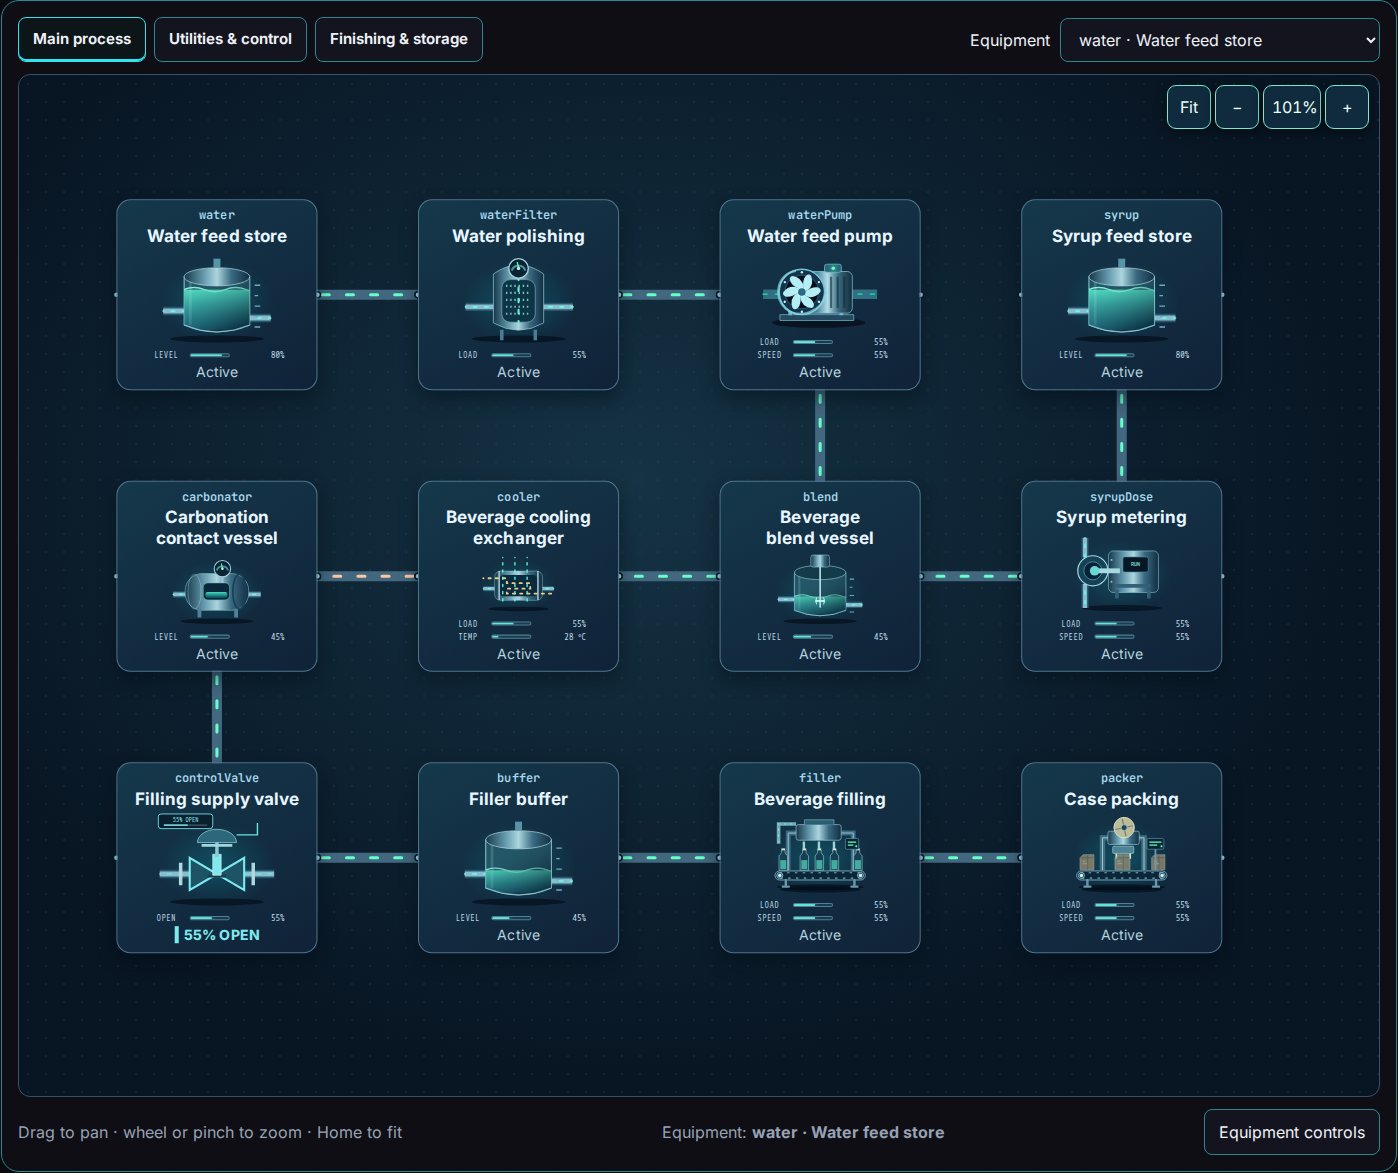 Main process
Utilities & control
Finishing & storage
Equipment
water · Water feed store
Fit
−
101%
+
water
Water feed store
LEVEL 80%
Active
waterFilter
Water polishing
LOAD 55%
Active
waterPump
Water feed pump
LOAD 55%
SPEED 55%
Active
syrup
Syrup feed store
LEVEL 80%
Active
carbonator
Carbonation
contact vessel
LEVEL 45%
Active
cooler
Beverage cooling
exchanger
LOAD 55%
TEMP 28 °C
Active
blend
Beverage
blend vessel
LEVEL 45%
Active
syrupDose
Syrup metering
RUN
LOAD 55%
SPEED 55%
Active
controlValve
Filling supply valve
55% OPEN
OPEN 55%
55% OPEN
buffer
Filler buffer
LEVEL 45%
Active
filler
Beverage filling
LOAD 55%
SPEED 55%
Active
packer
Case packing
LOAD 55%
SPEED 55%
Active
Drag to pan · wheel or pinch to zoom · Home to fit
Equipment: water · Water feed store
Equipment controls